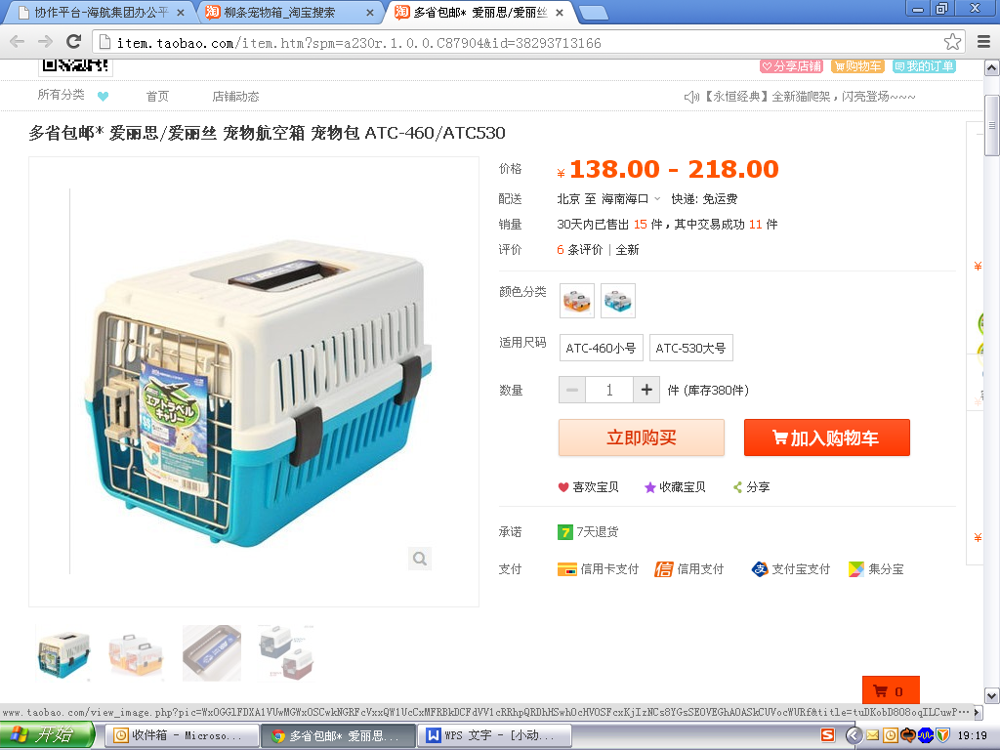 协作平台-海航集团办公平
柳条宠物箱_淘宝搜索
多省包邮* 爱丽思/爱丽丝
item.taobao.com/item.htm?spm=a230r.1.0.0.C87904&id=38293713166
分享店铺 购物车 我的订单
所有分类 首页 店铺动态 【永恒经典】全新猫爬架，闪亮登场~~~
多省包邮* 爱丽思/爱丽丝 宠物航空箱 宠物包 ATC-460/ATC530
价格 ¥ 138.00 - 218.00
配送 北京 至 海南海口 快递: 免运费
销量 30天内已售出 15 件，其中交易成功 11 件
评价 6 条评价 | 全新
颜色分类
适用尺码 ATC-460小号 ATC-530大号
数量 1 件 (库存380件)
立即购买 加入购物车
喜欢宝贝 收藏宝贝 分享
承诺 7 7天退货
支付 信用卡支付 信 信用支付 支 支付宝支付 集分宝
エアトラベル
キャリー
¥
¥
0
开始 收件箱 - Microso... 多省包邮* 爱丽思... WPS 文字 - [小动... 19:19